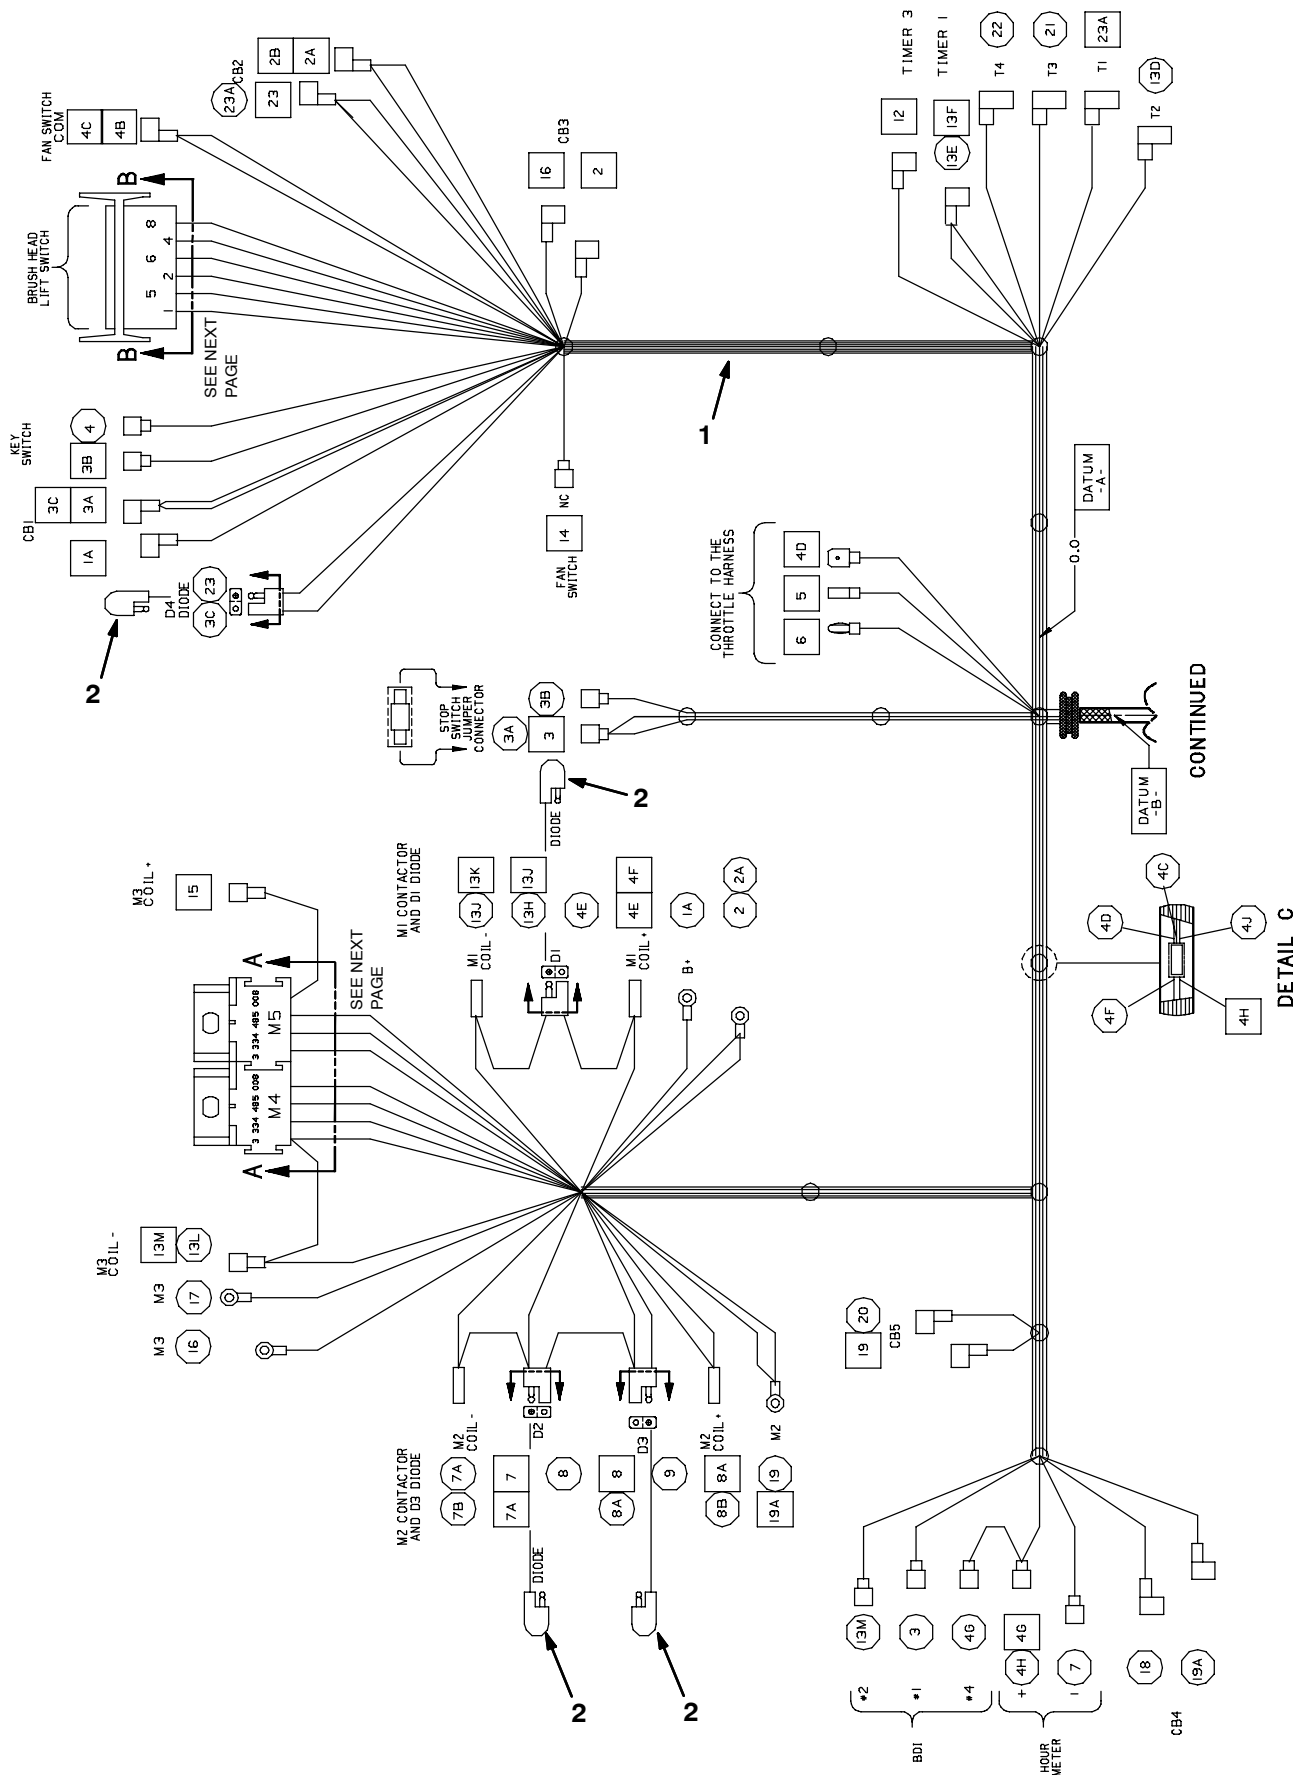 FAN SWITCH
COM
4C
4B
23A
CB2
23
2B
2A
BRUSH HEAD
LIFT SWITCH
B
B
1
5
2
6
4
8
SEE NEXT
PAGE
KEY
SWITCH
4
3B
CB1
3C
3A
1A
D4
DIODE
3C
23
2
16
CB3
2
NC
14
FAN
SWITCH
1
TIMER 3
12
TIMER 1
13E
13F
T4
22
T3
21
T1
23A
T2
13D
DATUM
-A-
0.0
CONNECT TO THE
THROTTLE HARNESS
6
5
4D
STOP
SWITCH
JUMPER
CONNECTOR
3A
3
3B
DATUM
-B-
CONTINUED
M3
COIL+
15
A
A
3 334 485 008
M4
3 334 485 008
M5
SEE NEXT
PAGE
M1 CONTACTOR
AND D1 DIODE
13J
13K
13H
13J
4E
4E
4F
1A
2
2A
DIODE
2
M1
COIL-
D1
M1
COIL+
B+
M3
COIL-
13M
13L
M3
17
M3
16
M2 CONTACTOR
AND D3 DIODE
M2
COIL-
7B
7A
D2
7A
7
8
D3
8A
8
9
M2
COIL+
8B
8A
M2
19A
19
DIODE
2
2
19
20
CB5
4D
4C
4F
4J
4H
DETAIL C
13M
3
4G
4H
4G
7
18
19A
#2
#1
#4
+
-
BDI
HOUR
METER
CB4